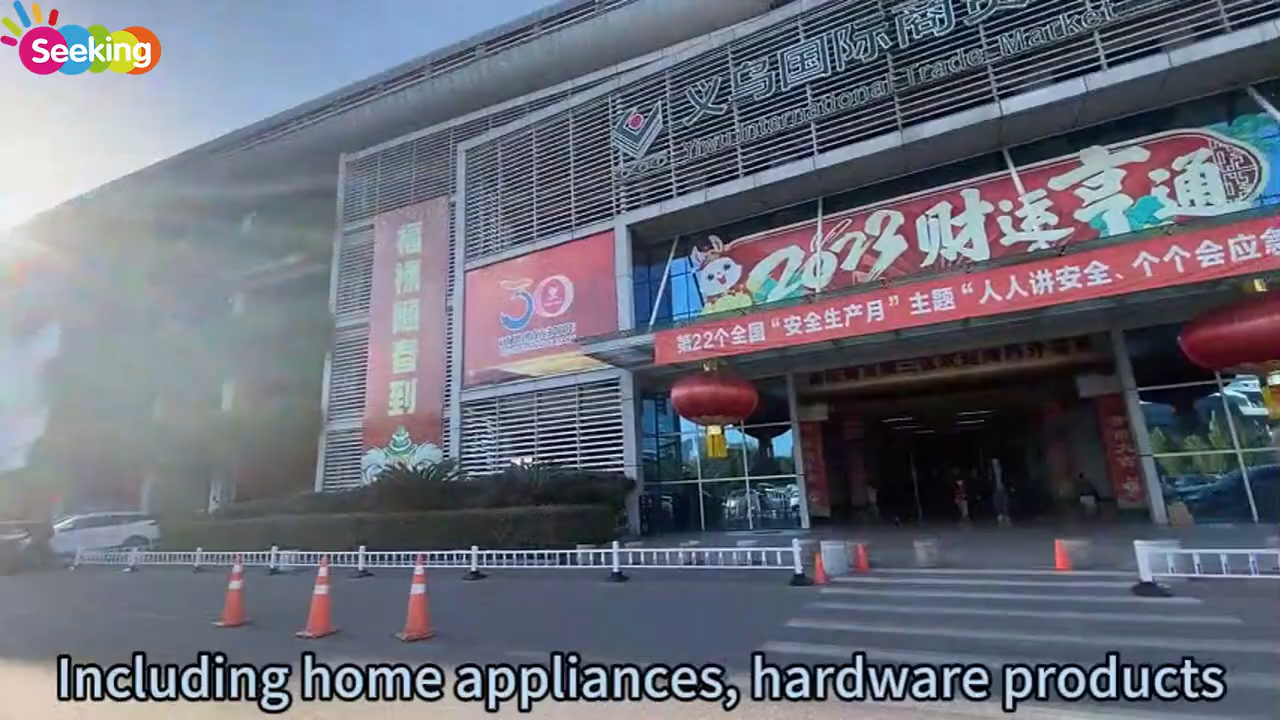 Seeking
义乌国际商贸
Yiwu International Trade Market
2023财运亨通
第22个全国“安全生产月”主题“人人讲安全、个个会应急
福
春到
30
Including home appliances, hardware products